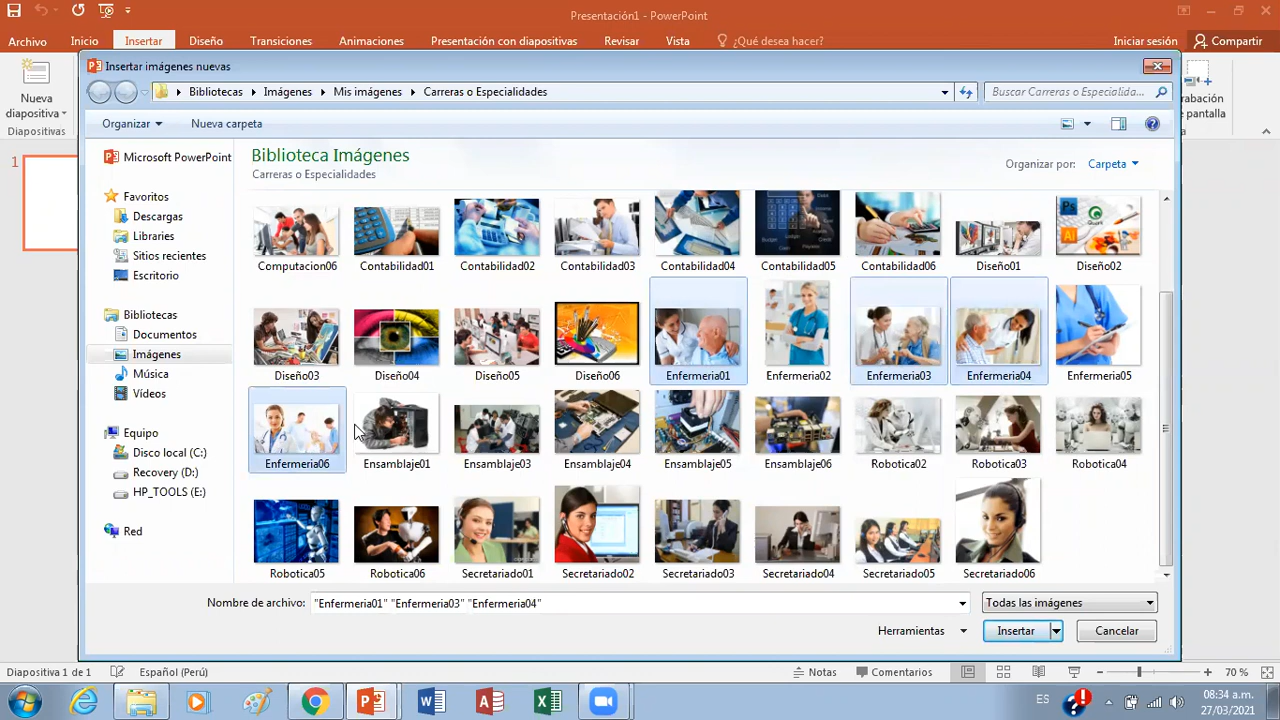 Presentación1 - PowerPoint
Archivo Inicio Insertar Diseño Transiciones Animaciones Presentación con diapositivas Revisar Vista ¿Qué desea hacer? Iniciar sesión Compartir
Insertar imágenes nuevas
Nueva
diapositiva
Diapositivas
Bibliotecas Imágenes Mis imágenes Carreras o Especialidades
Buscar Carreras o Especialida...
pantalla
Organizar Nueva carpeta
Microsoft PowerPoint
Biblioteca Imágenes
Carreras o Especialidades
Organizar por: Carpeta
1
Favoritos
Descargas
Libraries
Sitios recientes
Escritorio
Bibliotecas
Documentos
Imágenes
Música
Vídeos
Equipo
Disco local (C:)
Recovery (D:)
HP_TOOLS (E:)
Red
Computacion06 Contabilidad01 Contabilidad02 Contabilidad03 Contabilidad04 Contabilidad05 Contabilidad06 Diseño01 Diseño02
Diseño03 Diseño04 Diseño05 Diseño06 Enfermeria01 Enfermeria02 Enfermeria03 Enfermeria04 Enfermeria05
Enfermeria06 Ensamblaje01 Ensamblaje03 Ensamblaje04 Ensamblaje05 Ensamblaje06 Robotica02 Robotica03 Robotica04
Robotica05 Robotica06 Secretariado01 Secretariado02 Secretariado03 Secretariado04 Secretariado05 Secretariado06
Nombre de archivo: "Enfermeria01" "Enfermeria03" "Enfermeria04" Todas las imágenes
Herramientas Insertar Cancelar
Diapositiva 1 de 1 Español (Perú) Notas Comentarios 70 %
ES
08:34 a.m.
27/03/2021